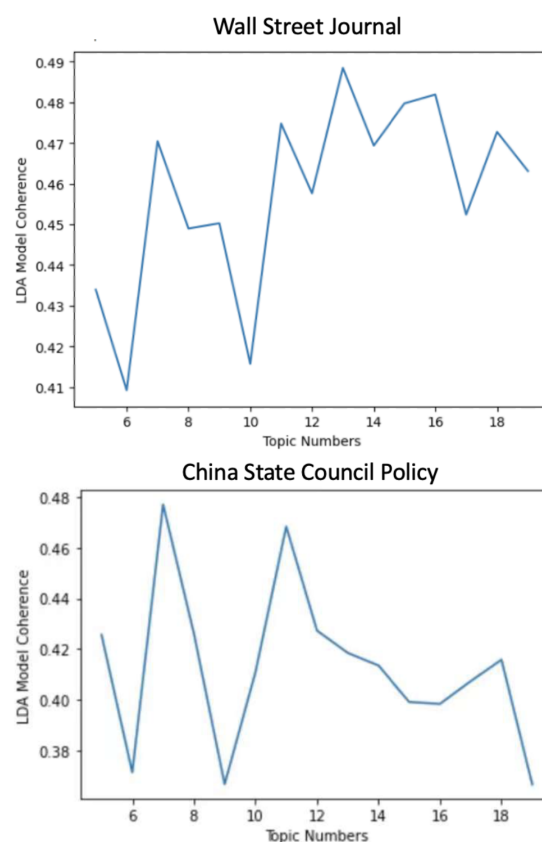 Wall Street Journal
0.49
0.48
0.47
0.46
0.45
0.44
0.43
0.42
0.41
LDA Model Coherence
6 8 10 12 14 16 18
Topic Numbers
China State Council Policy
0.48
0.46
0.44
0.42
0.40
0.38
LDA Model Coherence
6 8 10 12 14 16 18
Topic Numbers